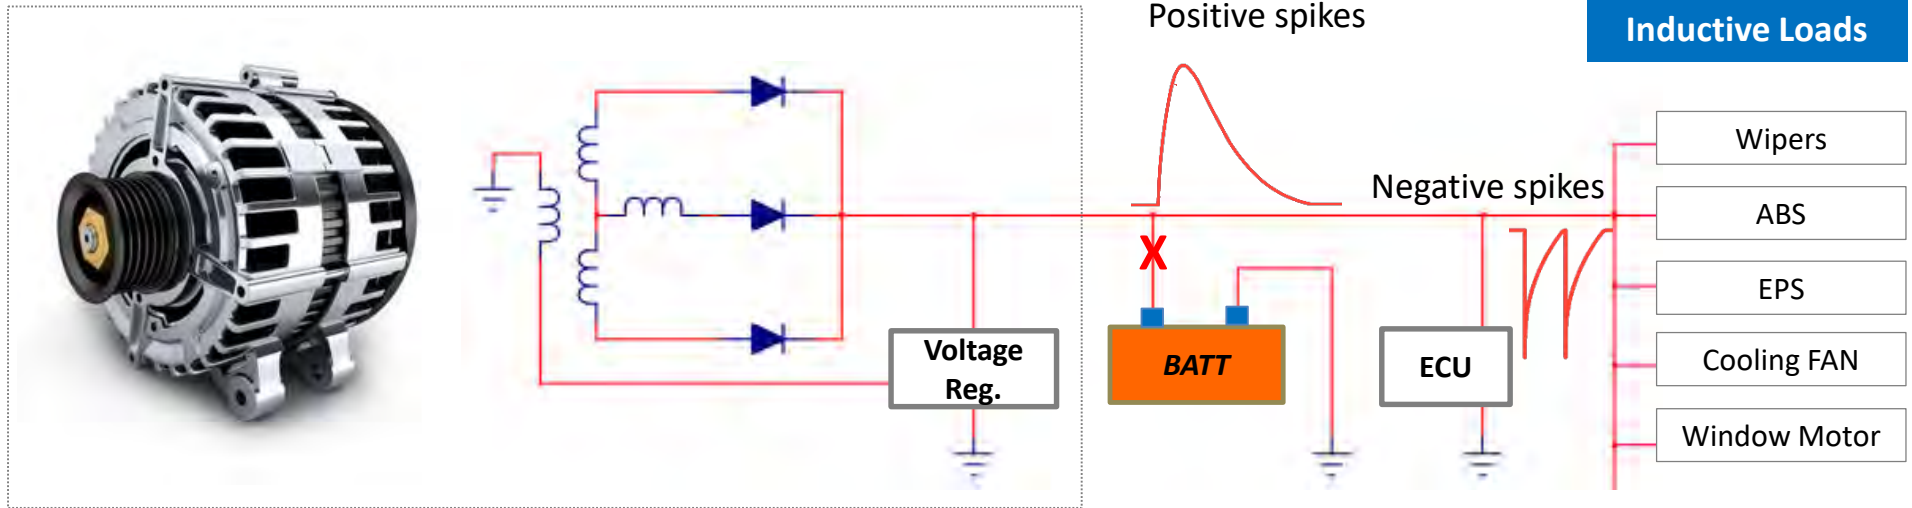 Positive spikes
Inductive Loads
Wipers
Negative spikes
ABS
X
EPS
Voltage
Reg.
BATT
ECU
Cooling FAN
Window Motor